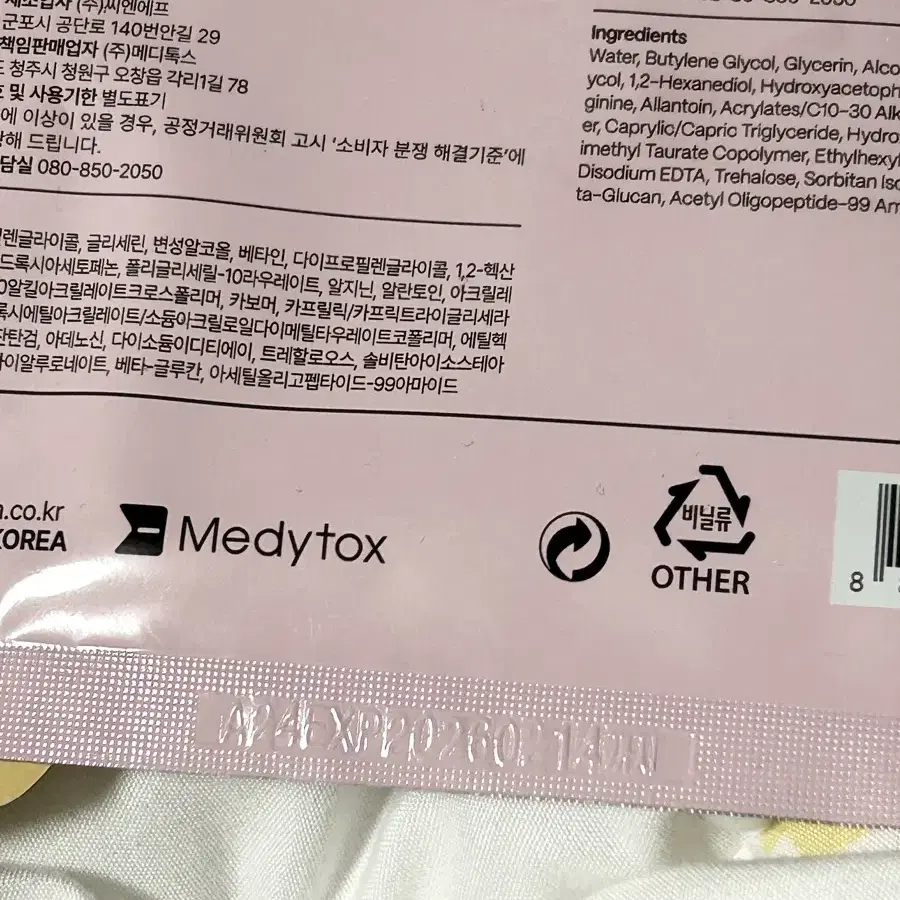 제조업자 (주)씨엔에프
군포시 공단로 140번안길 29
책임판매업자 (주)메디톡스
청주시 청원구 오창읍 각리1길 78
및 사용기한 별도표기
에 이상이 있을 경우, 공정거래위원회 고시 '소비자 분쟁 해결기준'에
해 드립니다.
담실 080-850-2050
렌글라이콜, 글리세린, 변성알코올, 베타인, 다이프로필렌글라이콜, 1,2-헥산
드록시아세토페논, 폴리글리세릴-10라우레이트, 알지닌, 알란토인, 아크릴레
0알킬아크릴레이트크로스폴리머, 카보머, 카프릴릭/카프릭트라이글리세라
록시에틸아크릴레이트/소듐아크릴로일다이메틸타우레이트코폴리머, 에틸헥
잔탄검, 아데노신, 다이소듐이디티에이, 트레할로오스, 솔비탄아이소스테아
하이알루로네이트, 베타-글루칸, 아세틸올리고펩타이드-99아마이드
Ingredients
Water, Butylene Glycol, Glycerin, Alco
ycol, 1,2-Hexanediol, Hydroxyacetoph
ginine, Allantoin, Acrylates/C10-30 Alk
er, Caprylic/Capric Triglyceride, Hydro
imethyl Taurate Copolymer, Ethylhexyl
Disodium EDTA, Trehalose, Sorbitan Iso
ta-Glucan, Acetyl Oligopeptide-99 Am
.co.kr
KOREA
Medytox
비닐류
OTHER
8